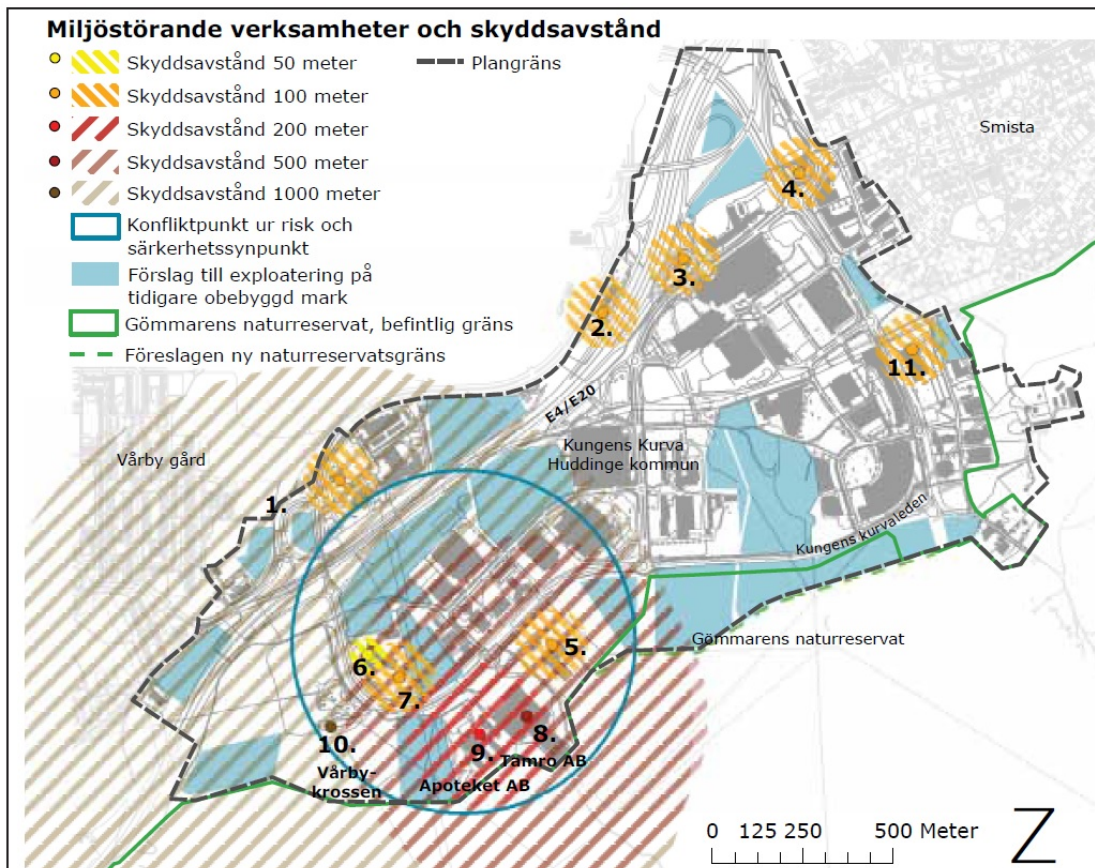 Miljöstörande verksamheter och skyddsavstånd
Skyddsavstånd 50 meter
Plangräns
Skyddsavstånd 100 meter
Skyddsavstånd 200 meter
Skyddsavstånd 500 meter
Skyddsavstånd 1000 meter
Konfliktpunkt ur risk och
särkerhetssynpunkt
Förslag till exploatering på
tidigare obebyggd mark
Gömmarens naturreservat, befintlig gräns
Föreslagen ny naturreservatsgräns
Smista
4.
3.
2.
11.
E4/E20
Kungens Kurva
Huddinge kommun
Vårby gård
1.
Kungens kurvaleden
Gömmarens naturreservat
5.
6.
7.
8.
Tamro AB
9.
Apoteket AB
10.
Vårby-
krossen
0 125 250 500 Meter
Z